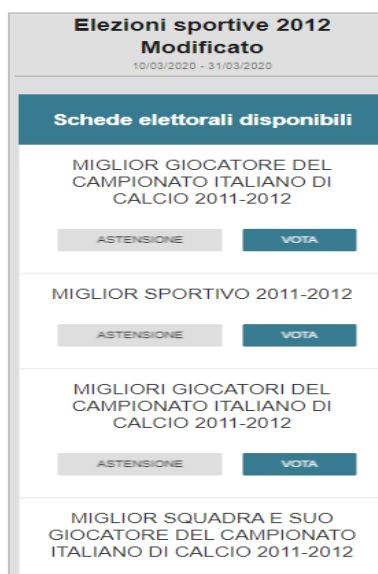 Elezioni sportive 2012
Modificato
10/03/2020 - 31/03/2020
Schede elettorali disponibili
MIGLIOR GIOCATORE DEL
CAMPIONATO ITALIANO DI
CALCIO 2011-2012
ASTENSIONE VOTA
MIGLIOR SPORTIVO 2011-2012
ASTENSIONE VOTA
MIGLIORI GIOCATORI DEL
CAMPIONATO ITALIANO DI
CALCIO 2011-2012
ASTENSIONE VOTA
MIGLIOR SQUADRA E SUO
GIOCATORE DEL CAMPIONATO
ITALIANO DI CALCIO 2011-2012